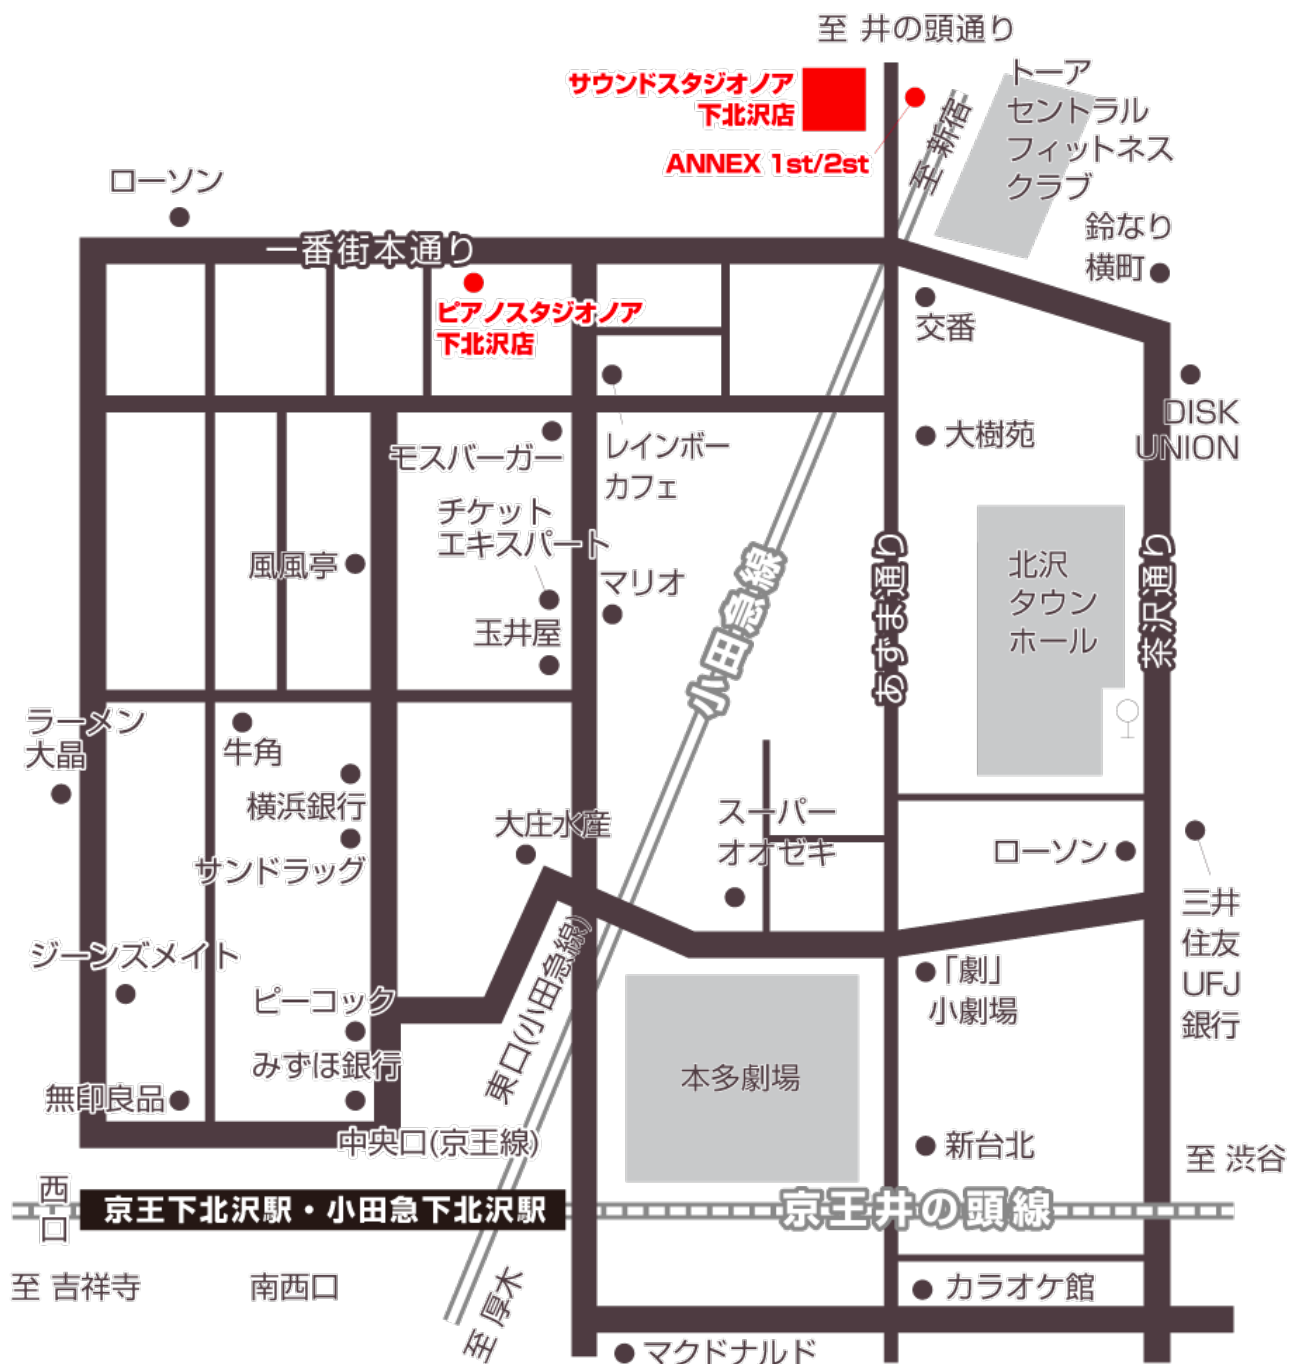 至 井の頭通り
サウンドスタジオノア
下北沢店
ANNEX 1st/2st
至 新宿
トーア
セントラル
フィットネス
クラブ
ローソン
鈴なり
横町
一番街本通り
ピアノスタジオノア
下北沢店
交番
DISK
UNION
モスバーガー
レインボー
カフェ
大樹苑
チケット
エキスパート
風風亭
マリオ
玉井屋
小田急線
あずま通り
北沢
タウン
ホール
茶沢通り
ラーメン
大晶
牛角
横浜銀行
サンドラッグ
大庄水産
スーパー
オオゼキ
ローソン
三井
住友
UFJ
銀行
ジーンズメイト
ピーコック
みずほ銀行
無印良品
東口(小田急線)
中央口(京王線)
「劇」
小劇場
本多劇場
新台北
至 渋谷
西
口
京王下北沢駅・小田急下北沢駅
京王井の頭線
至 吉祥寺
南西口
至 厚木
カラオケ館
マクドナルド